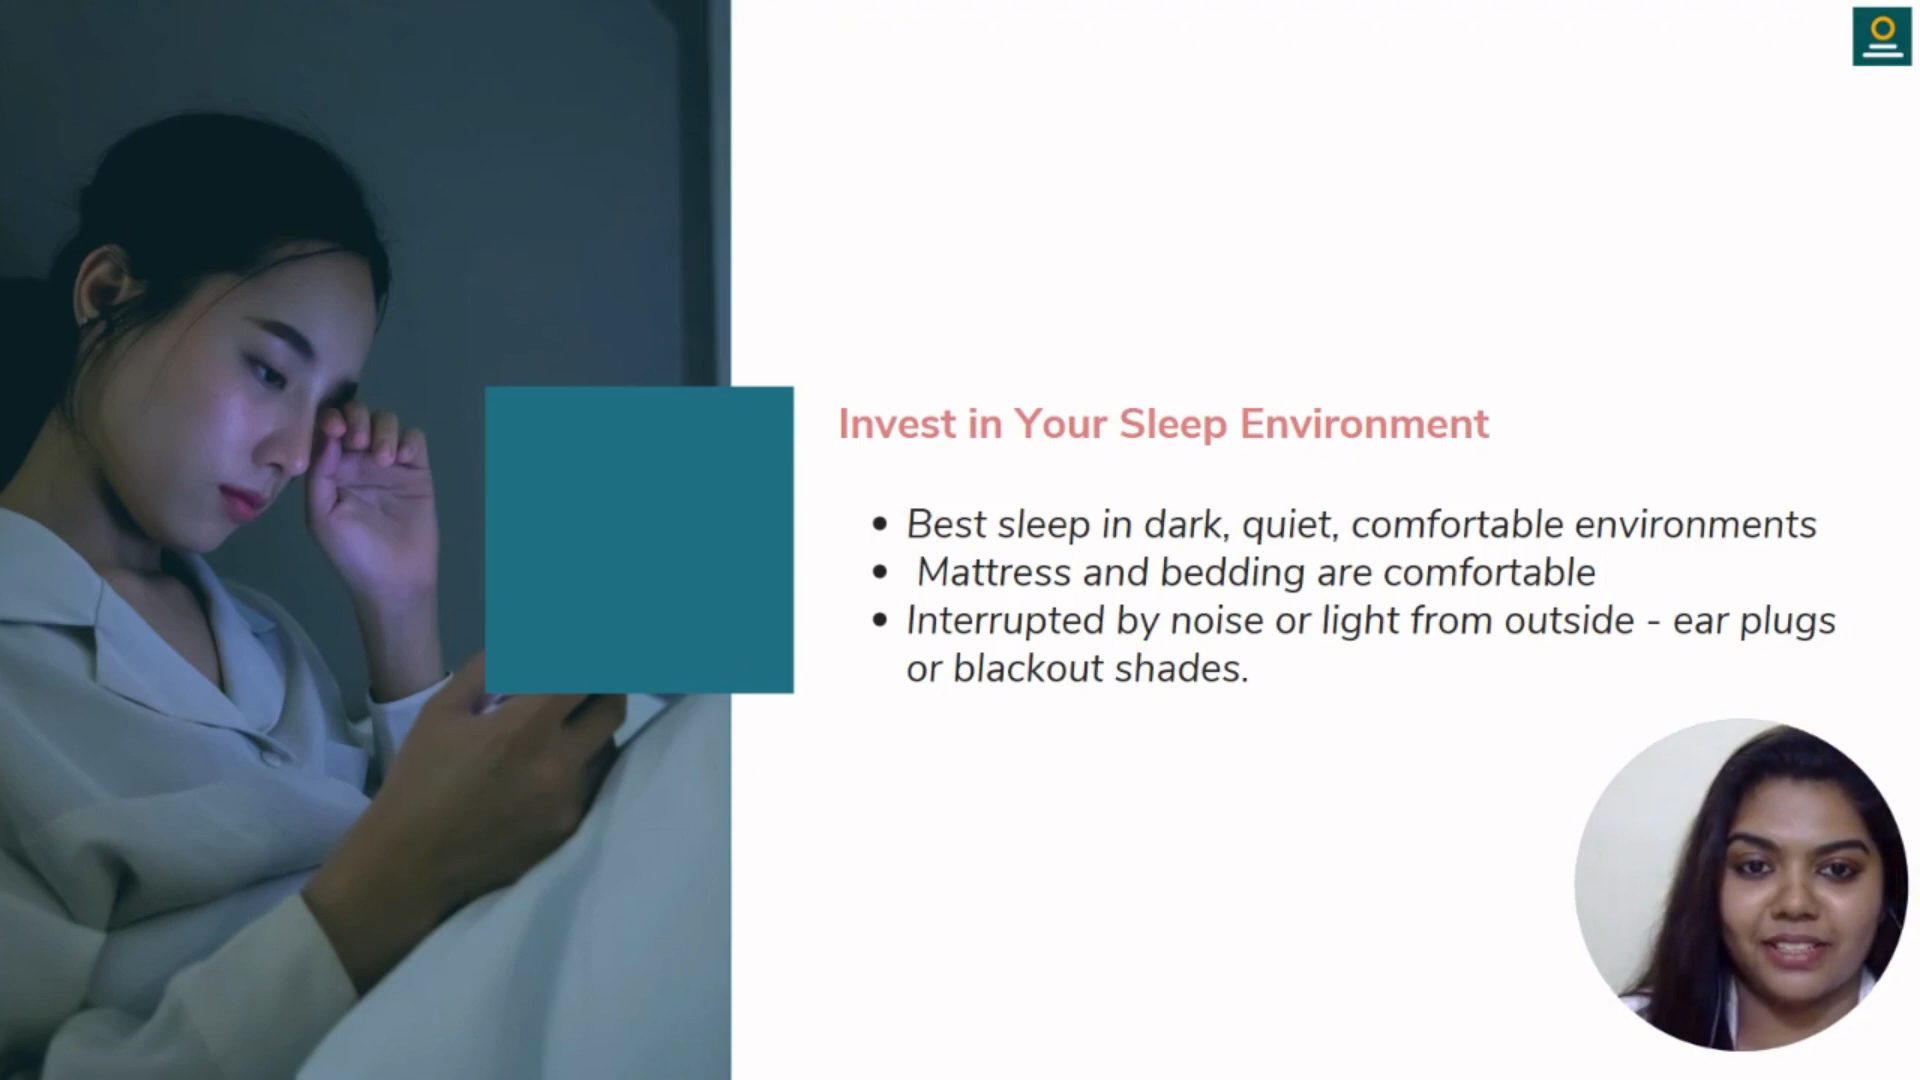 Invest in Your Sleep Environment
• Best sleep in dark, quiet, comfortable environments
• Mattress and bedding are comfortable
• Interrupted by noise or light from outside - ear plugs
or blackout shades.